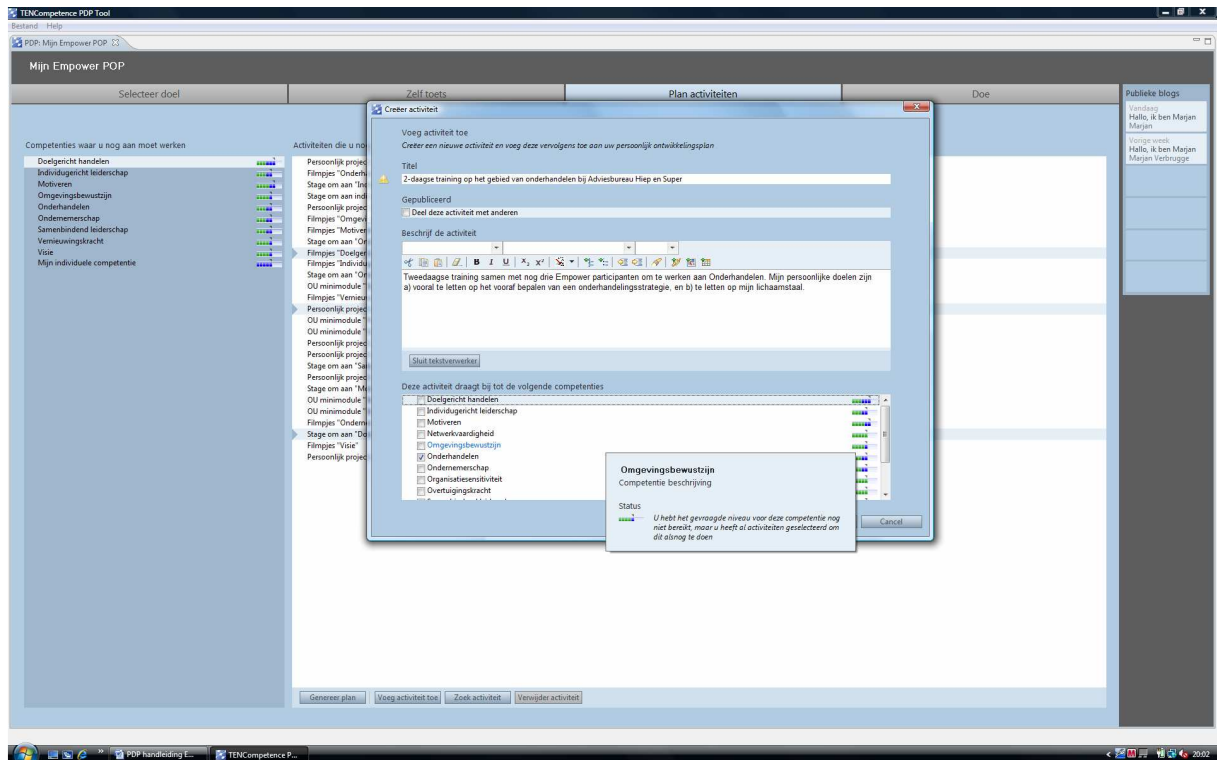 TENCompetence PDP Tool
Bestand Help
PDP: Mijn Empower POP
Mijn Empower POP
Selecteer doel
Zelf toets
Plan activiteiten
Doe
Competenties waar u nog aan moet werken
Doelgericht handelen
Individugericht leiderschap
Motiveren
Omgevingsbewustzijn
Onderhandelen
Ondernemerschap
Samenbindend leiderschap
Vernieuwingskracht
Visie
Mijn individuele competentie
Activiteiten die u no
Persoonlijk projec
Filmpjes "Onderh
Stage om aan "In
Stage om aan indi
Persoonlijk projec
Filmpjes "Omgevi
Filmpjes "Motiver
Stage om aan "On
Filmpjes "Doelger
Filmpjes "Individu
Stage om aan "On
OU minimodule "
Filmpjes "Vernieu
Persoonlijk projec
OU minimodule "
OU minimodule "
Persoonlijk projec
Persoonlijk projec
Stage om aan "Sa
Persoonlijk projec
Stage om aan "Mo
OU minimodule "
OU minimodule "
Filmpjes "Ondern
Stage om aan "Do
Filmpjes "Visie"
Persoonlijk projec
Genereer plan
Voeg activiteit toe
Zoek activiteit
Verwijder activiteit
Creëer activiteit
Voeg activiteit toe
Creëer een nieuwe activiteit en voeg deze vervolgens toe aan uw persoonlijk ontwikkelingsplan
Titel
2-daagse training op het gebied van onderhandelen bij Adviesbureau Hiep en Super
Gepubliceerd
Deel deze activiteit met anderen
Beschrijf de activiteit
B I U X₂ X²
Tweedaagse training samen met nog drie Empower participanten om te werken aan Onderhandelen. Mijn persoonlijke doelen zijn
a) vooral te letten op het vooraf bepalen van een onderhandelingsstrategie, en b) te letten op mijn lichaamstaal.
Sluit tekstverwerker
Deze activiteit draagt bij tot de volgende competenties
Doelgericht handelen
Individugericht leiderschap
Motiveren
Netwerkvaardigheid
Omgevingsbewustzijn
Onderhandelen
Ondernemerschap
Organisatiesensitiviteit
Overtuigingskracht
Omgevingsbewustzijn
Competentie beschrijving
Status
U hebt het gevraagde niveau voor deze competentie nog
niet bereikt, maar u heeft al activiteiten geselecteerd om
dit alsnog te doen
Cancel
Publieke blogs
Vandaag
Hallo, ik ben Marjan
Marjan
Vorige week
Hallo, ik ben Marjan
Marjan Verbrugge
PDP handleiding E...
TENCompetence P...
20:02